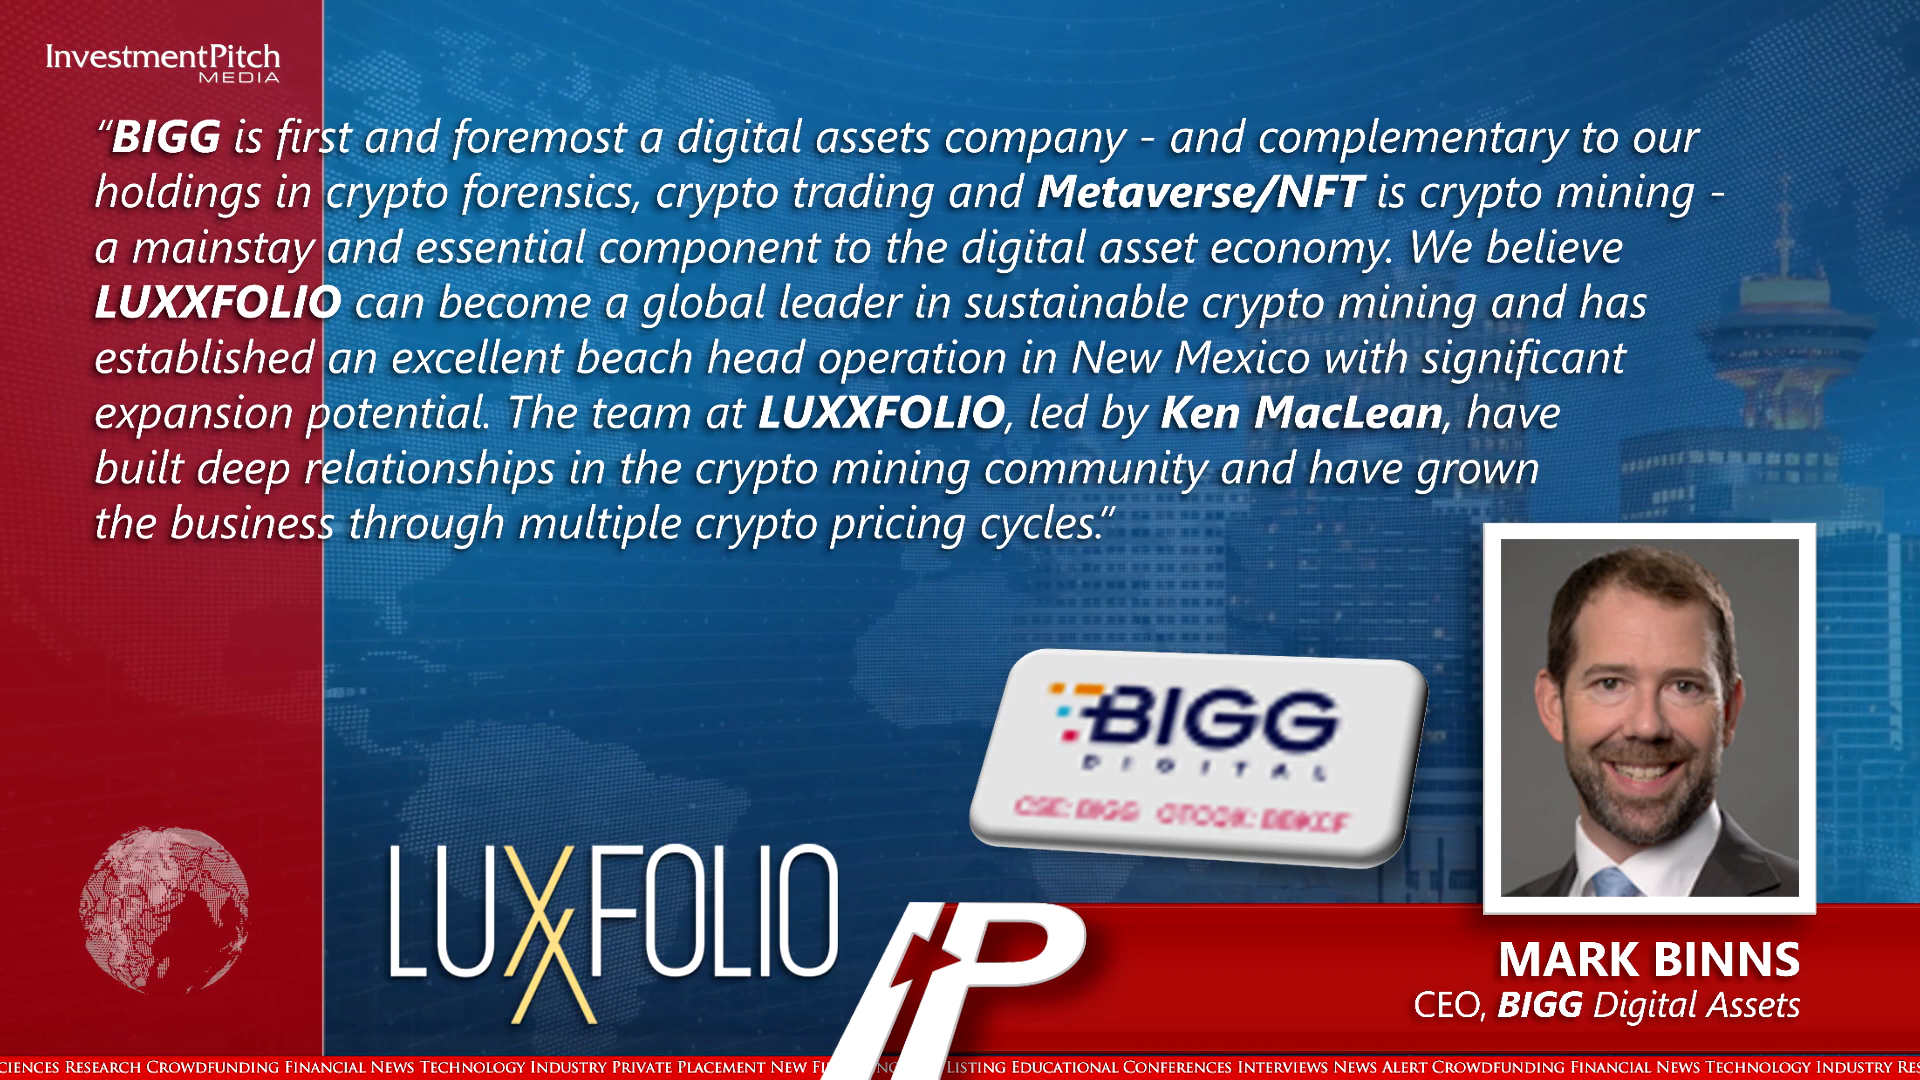 InvestmentPitch
MEDIA
“BIGG is first and foremost a digital assets company - and complementary to our
holdings in crypto forensics, crypto trading and Metaverse/NFT is crypto mining -
a mainstay and essential component to the digital asset economy. We believe
LUXXFOLIO can become a global leader in sustainable crypto mining and has
established an excellent beach head operation in New Mexico with significant
expansion potential. The team at LUXXFOLIO, led by Ken MacLean, have
built deep relationships in the crypto mining community and have grown
the business through multiple crypto pricing cycles.”
BIGG
DIGITAL
CSE: BIGG
LUXXFOLIO
IP
MARK BINNS
CEO, BIGG Digital Assets
CIENCES RESEARCH CROWDFUNDING FINANCIAL NEWS TECHNOLOGY INDUSTRY PRIVATE PLACEMENT NEW LISTING EDUCATIONAL CONFERENCES INTERVIEWS NEWS ALERT CROWDFUNDING FINANCIAL NEWS TECHNOLOGY INDUSTRY RES